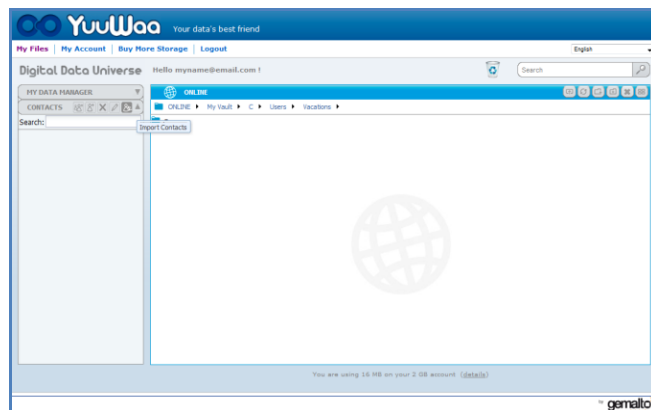 YuuWaa Your data's best friend
My Files | My Account | Buy More Storage | Logout
English
Digital Data Universe
Hello myname@email.com !
Search
MY DATA MANAGER
ONLINE
CONTACTS
ONLINE My Vault C Users Vacations
Search:
Import Contacts
You are using 16 MB on your 2 GB account (details)
by gemalto